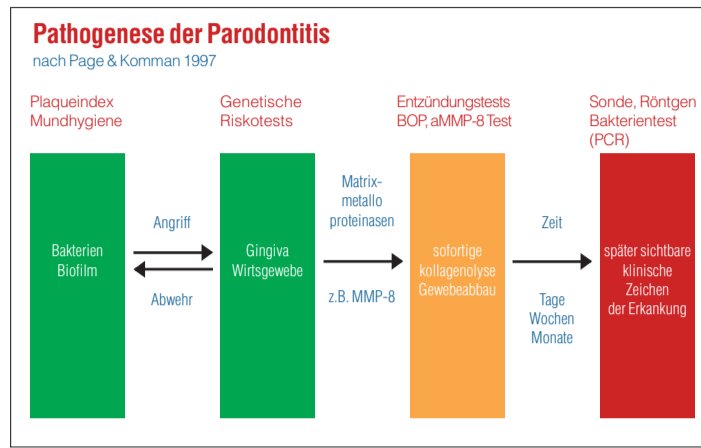 Pathogenese der Parodontitis
nach Page & Komman 1997
Plaqueindex
Mundhygiene
Genetische
Riskotests
Entzündungstests
BOP, aMMP-8 Test
Sonde, Röntgen
Bakterientest
(PCR)
Bakterien
Biofilm
Angriff
Abwehr
Gingiva
Wirtsgewebe
Matrix-
metallo
proteinasen
z.B. MMP-8
sofortige
kollagenolyse
Gewebeabbau
Zeit
Tage
Wochen
Monate
später sichtbare
klinische
Zeichen
der Erkankung